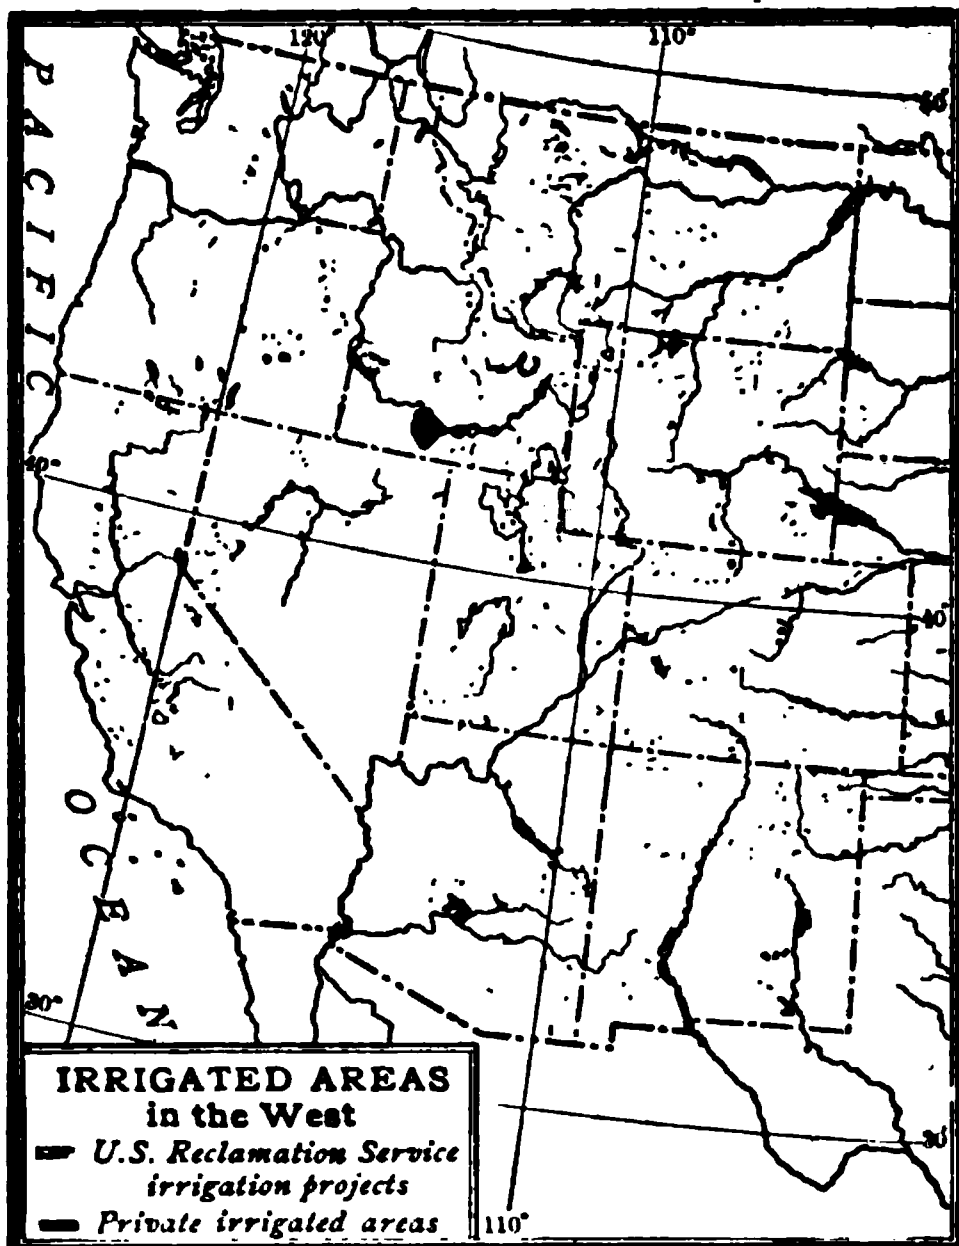 120°
110°
50°
PACIFIC
40°
40°
OCEAN
30°
30°
110°
IRRIGATED AREAS
in the West
U.S. Reclamation Service
irrigation projects
Private irrigated areas